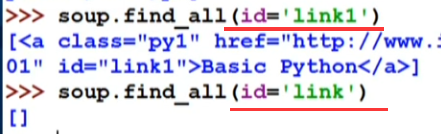 >>> soup.find_all(id='link1')
[<a class="py1" href="http://www.i
01" id="link1">Basic Python</a>]
>>> soup.find_all(id='link')
[]